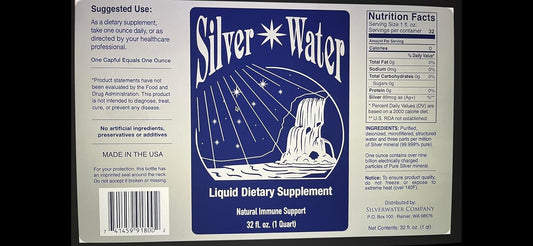 Suggested Use:
As a dietary supplement,
take one ounce daily, or as
directed by your healthcare
professional.
One Capful Equals One Ounce
*Product statements have not
been evaluated by the Food and
Drug Administration. This product
is not intended to diagnose, treat,
cure, or prevent any disease.
No artificial ingredients,
preservatives or additives
MADE IN THE USA
For your protection, this bottle has
an imprinted seal around the neck.
Do not accept if broken or missing.
7 41459 91800 2
Silver Water
Liquid Dietary Supplement
Natural Immune Support
32 fl. oz. (1 Quart)
Nutrition Facts
Serving Size 1 fl. oz.
Servings per container 32
Amount Per Serving
Calories 0
% Daily Value*
Total Fat 0g 0%
Sodium 0mg 0%
Total Carbohydrates 0g 0%
Sugars 0g
Protein 0g 0%
Silver 89mcg as (Ag+) %**
* Percent Daily Values (DV) are
based on a 2000 calorie diet.
** U.S. RDA not established.
INGREDIENTS: Purified,
deionized, microfiltered, structured
water and three parts per million
of Silver mineral (99.999% pure).
One ounce contains over nine
billion electrically charged
particles of Pure Silver mineral.
Notice: To ensure product quality,
do not freeze or expose to
extreme heat (over 140F).
Distributed by:
SILVERWATER COMPANY
P.O. Box 100 · Rainier, WA 98576
Net Contents: 32 fl. oz. (1 qt)